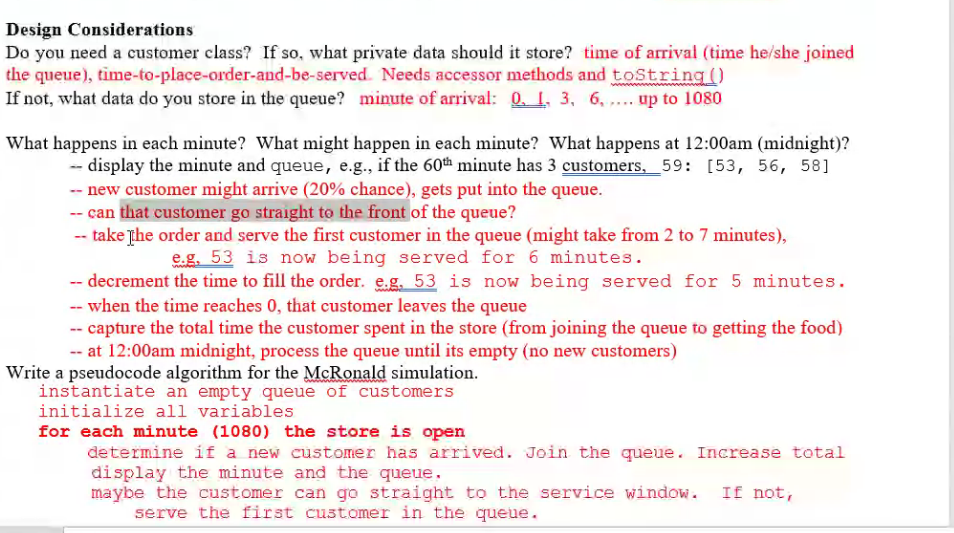 Design Considerations
Do you need a customer class?  If so, what private data should it store?  time of arrival (time he/she joined
the queue), time-to-place-order-and-be-served.  Needs accessor methods and toString()
If not, what data do you store in the queue?  minute of arrival:  0, 1, 3, 6, …. up to 1080
What happens in each minute?  What might happen in each minute?  What happens at 12:00am (midnight)?
-- display the minute and queue, e.g., if the 60th minute has 3 customers,  59: [53, 56, 58]
-- new customer might arrive (20% chance), gets put into the queue.
-- can that customer go straight to the front of the queue?
-- take the order and serve the first customer in the queue (might take from 2 to 7 minutes),
e.g. 53 is now being served for 6 minutes.
-- decrement the time to fill the order.  e.g. 53 is now being served for 5 minutes.
-- when the time reaches 0, that customer leaves the queue
-- capture the total time the customer spent in the store (from joining the queue to getting the food)
-- at 12:00am midnight, process the queue until its empty (no new customers)
Write a pseudocode algorithm for the McRonald simulation.
instantiate an empty queue of customers
initialize all variables
for each minute (1080) the store is open
determine if a new customer has arrived. Join the queue. Increase total
display the minute and the queue.
maybe the customer can go straight to the service window.  If not,
serve the first customer in the queue.